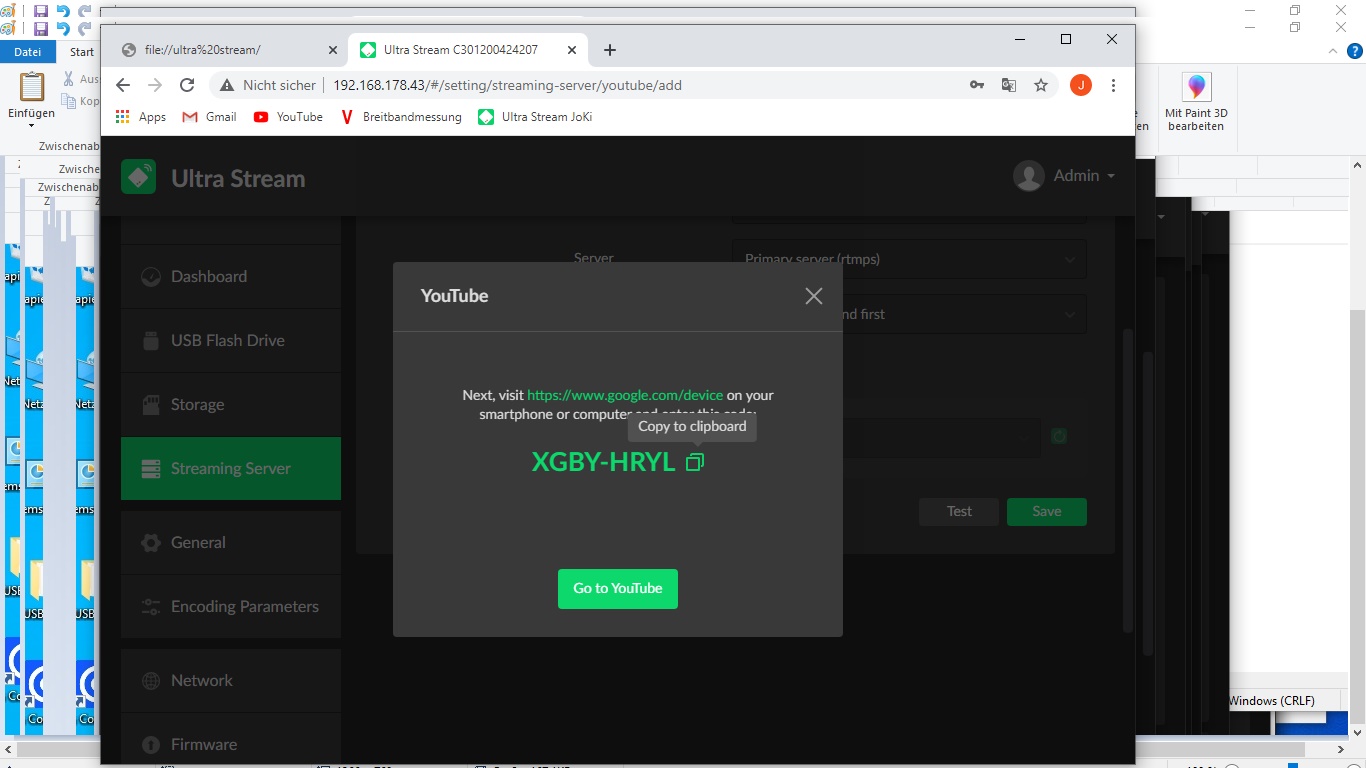 Datei
Start
Aus
Kop
Einfügen
Zwischenab
Zwische
Zwischenab
file://ultra%20stream/
Ultra Stream C301200424207
Nicht sicher
192.168.178.43/#/setting/streaming-server/youtube/add
J
Apps
Gmail
YouTube
Breitbandmessung
Ultra Stream JoKi
Mit Paint 3D
bearbeiten
en
Ultra Stream
Admin
Dashboard
USB Flash Drive
Storage
Streaming Server
General
Encoding Parameters
Network
Firmware
Server
Primary server (rtmps)
nd first
YouTube
Next, visit https://www.google.com/device on your
smartphone or computer and enter this code:
Copy to clipboard
XGBY-HRYL
Go to YouTube
Test
Save
Windows (CRLF)